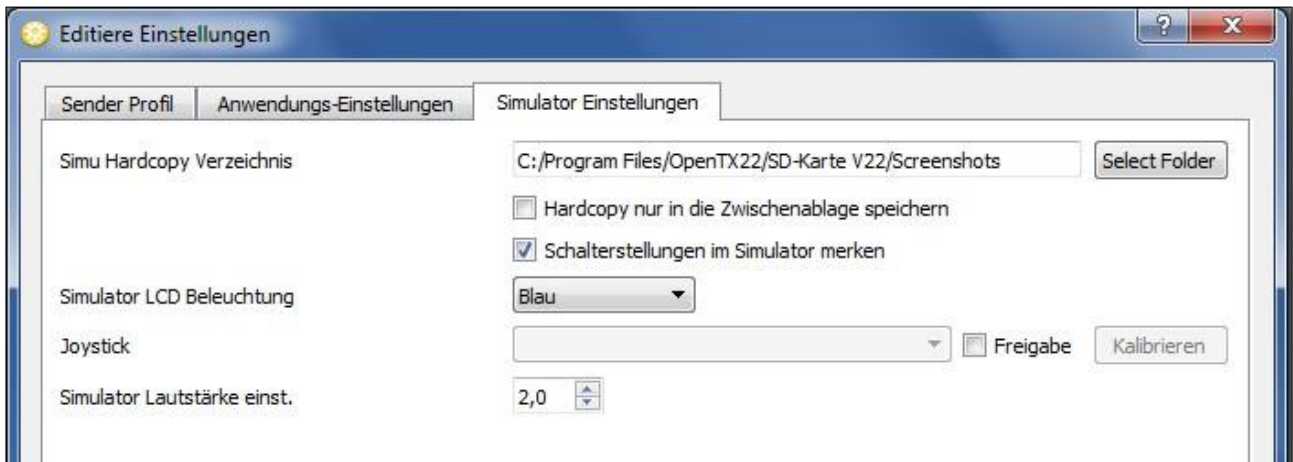 Editiere Einstellungen
Sender Profil Anwendungs-Einstellungen Simulator Einstellungen
Simu Hardcopy Verzeichnis C:/Program Files/OpenTX22/SD-Karte V22/Screenshots Select Folder
Hardcopy nur in die Zwischenablage speichern
Schalterstellungen im Simulator merken
Simulator LCD Beleuchtung Blau
Joystick Freigabe Kalibrieren
Simulator Lautstärke einst. 2,0